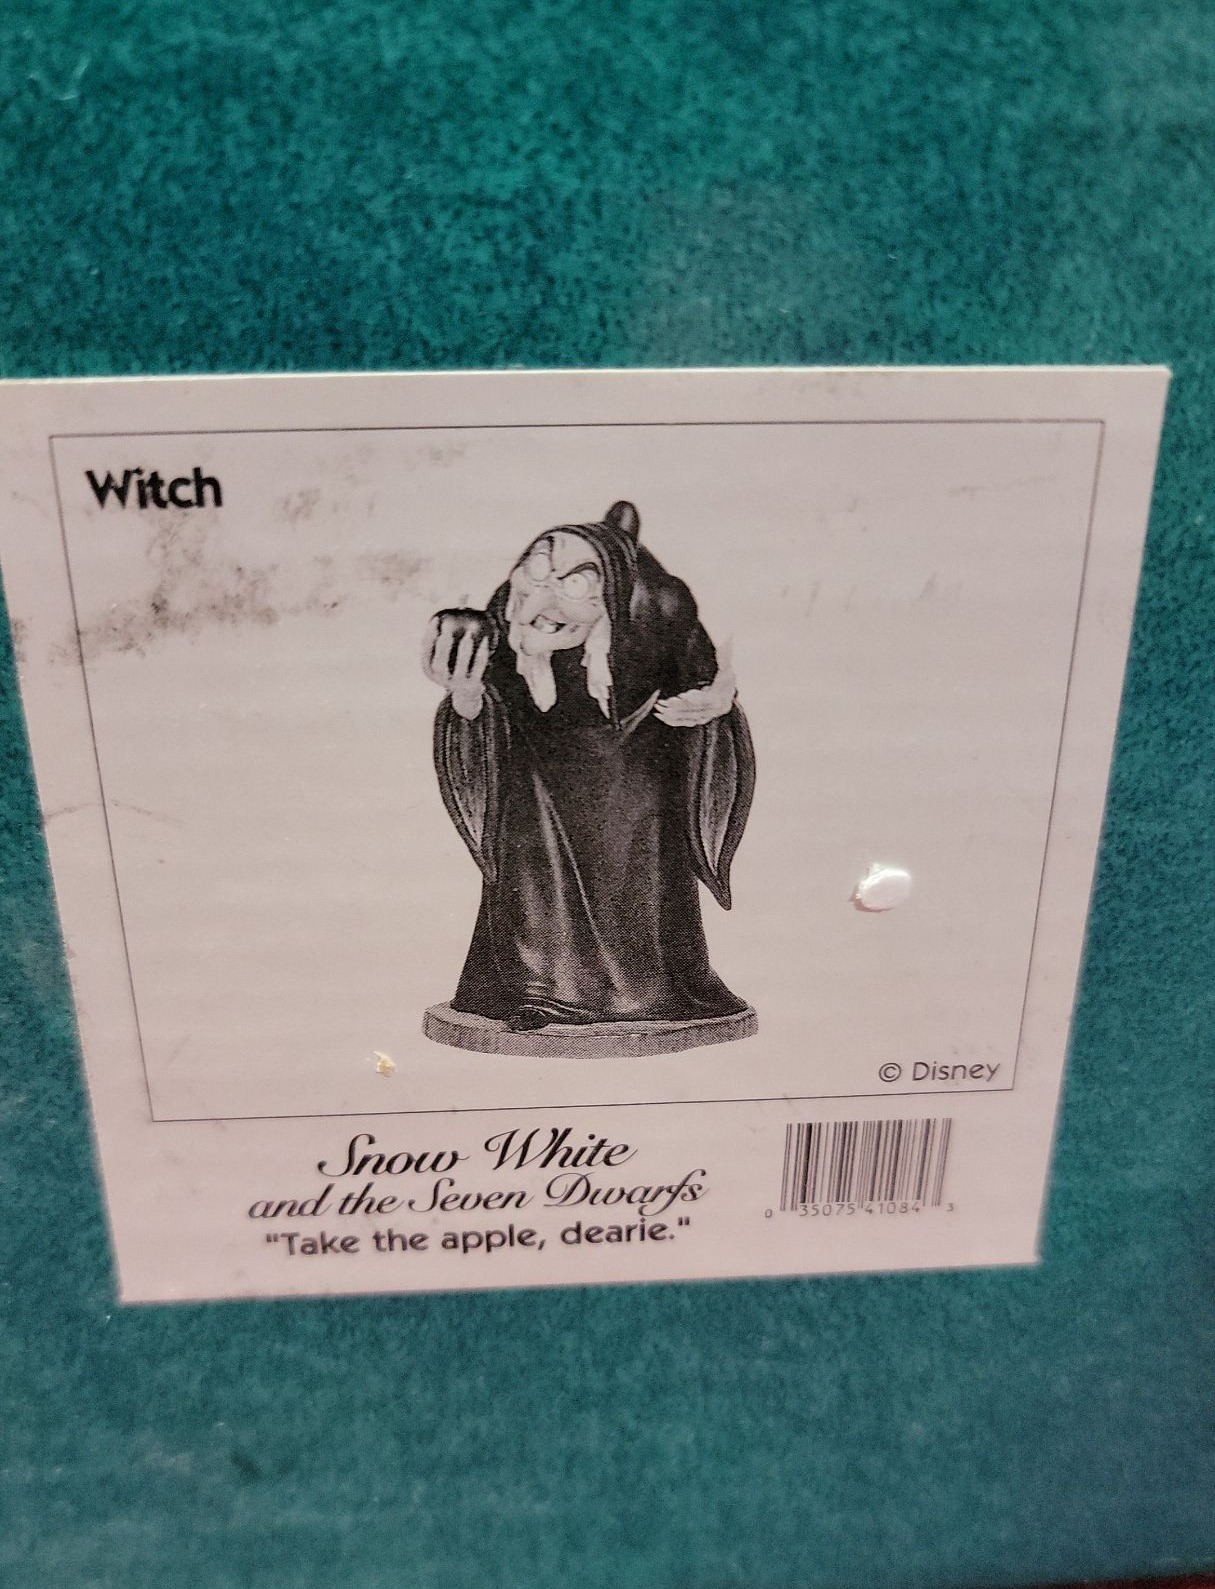 Witch
© Disney
Snow White
and the Seven Dwarfs
"Take the apple, dearie."
0 35075 41084 3